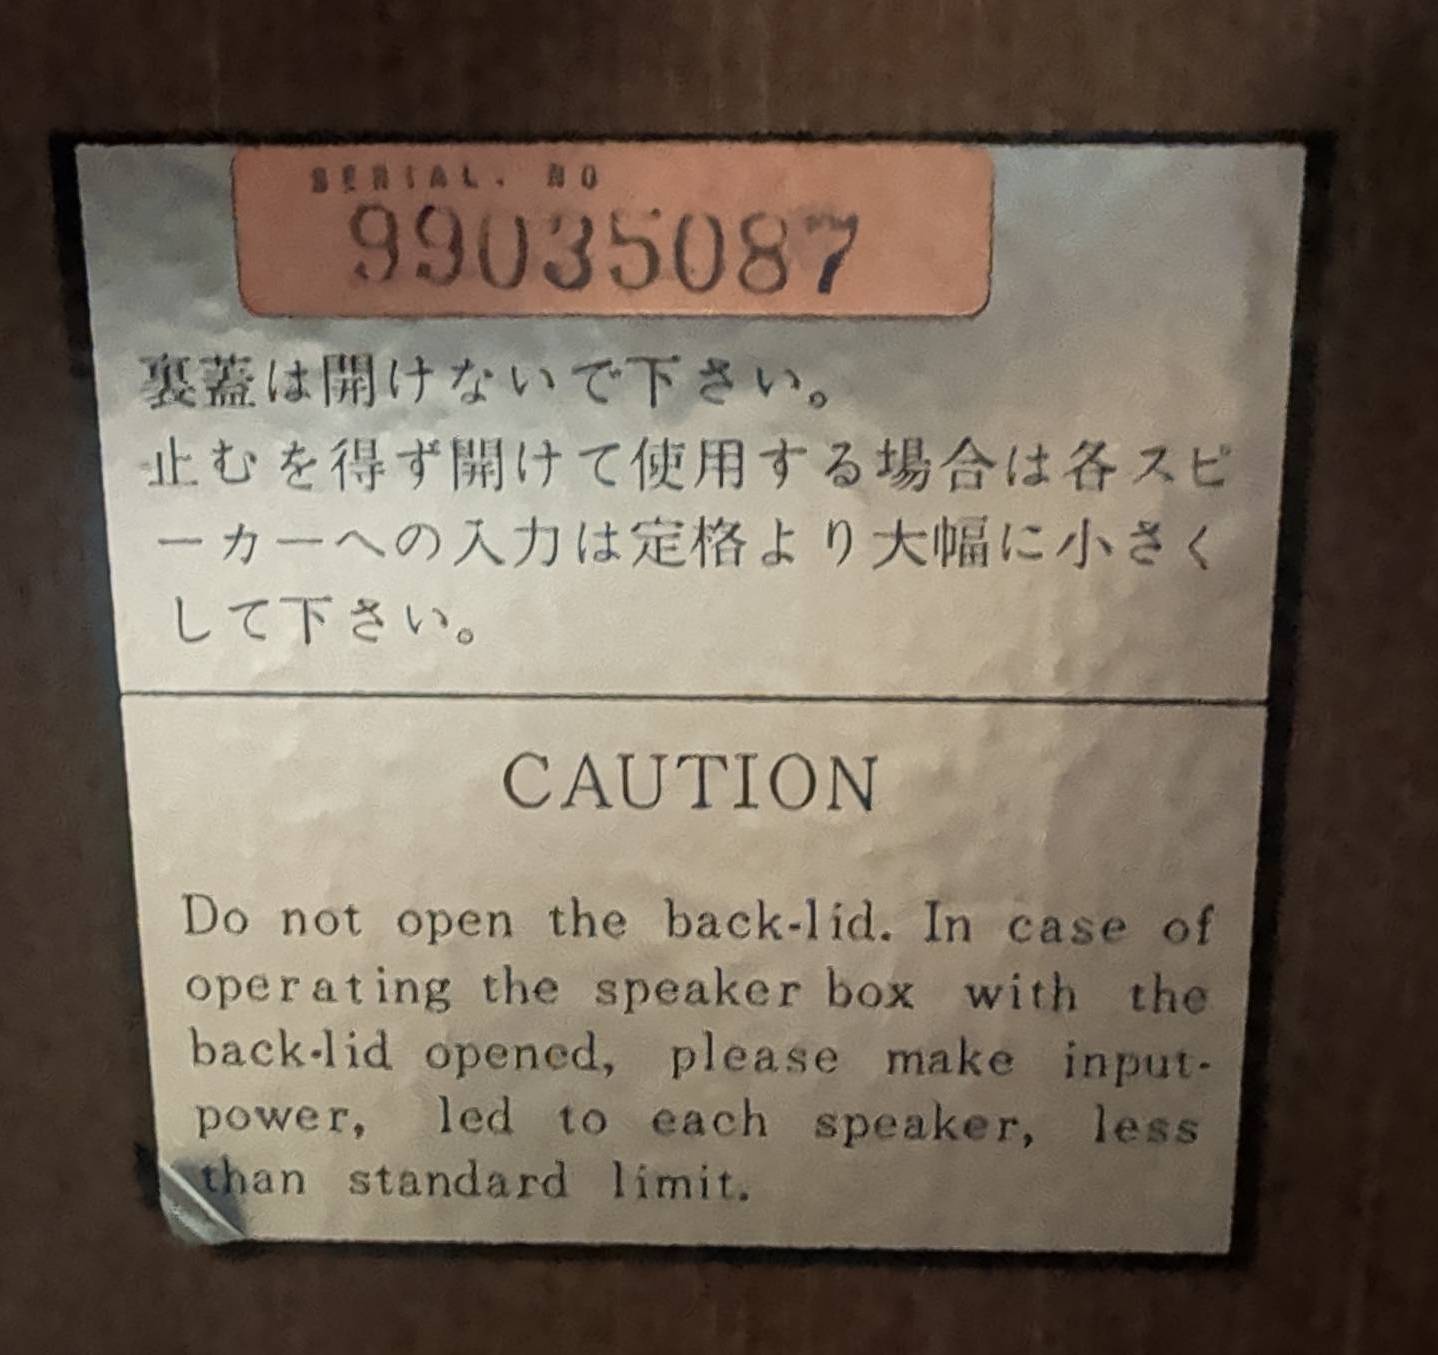 SERIAL. NO
99035087
裏蓋は開けないで下さい。
止むを得ず開けて使用する場合は各スピ
ーカーへの入力は定格より大幅に小さく
して下さい。
CAUTION
Do not open the back-lid. In case of
operating the speaker box with the
back-lid opened, please make input-
power, led to each speaker, less
than standard limit.